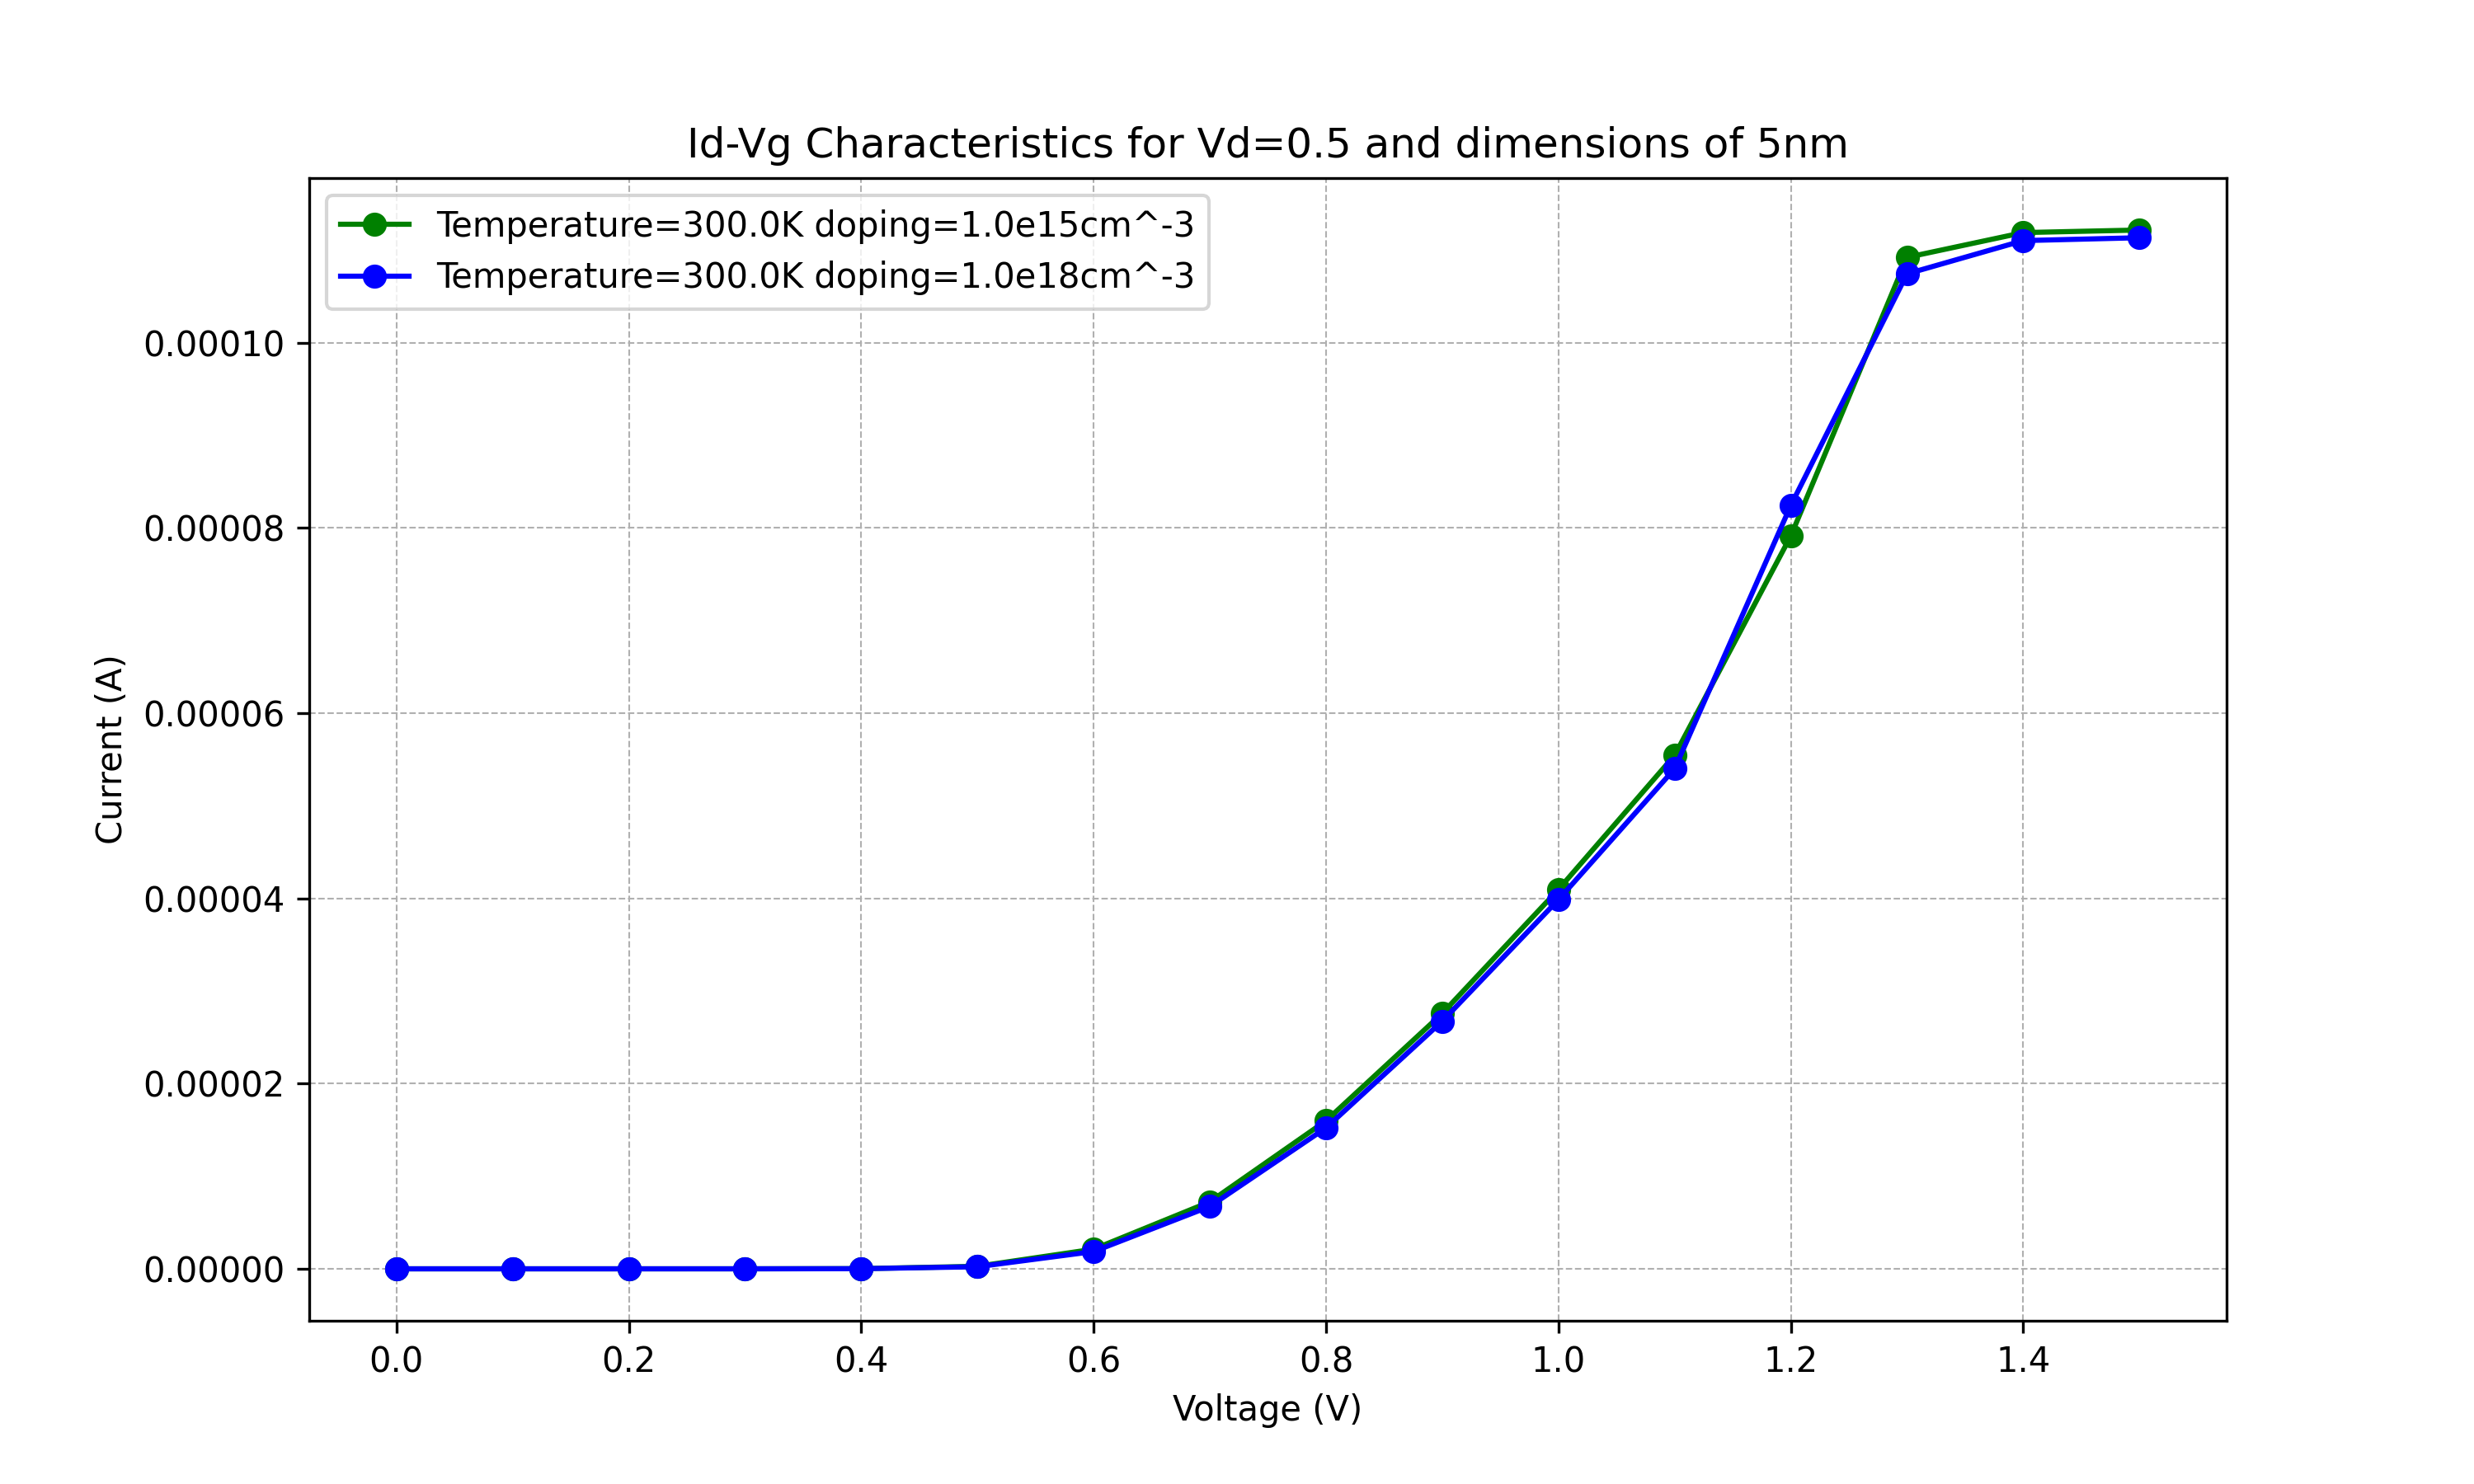 Id-Vg Characteristics for Vd=0.5 and dimensions of 5nm
Temperature=300.0K doping=1.0e15cm^-3
Temperature=300.0K doping=1.0e18cm^-3
0.00010
0.00008
0.00006
0.00004
0.00002
0.00000
Current (A)
0.0 0.2 0.4 0.6 0.8 1.0 1.2 1.4
Voltage (V)